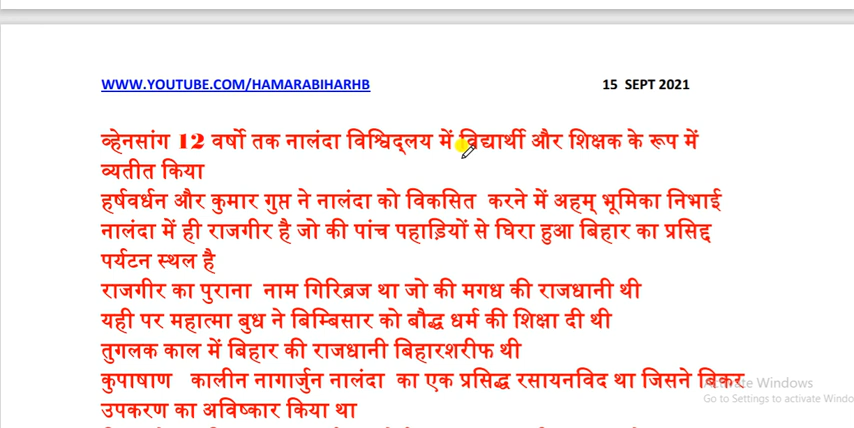 WWW.YOUTUBE.COM/HAMARABIHARHB 15 SEPT 2021
व्हेनसांग 12 वर्षो तक नालंदा विश्विद्लय में विद्यार्थी और शिक्षक के रूप में
व्यतीत किया
हर्षवर्धन और कुमार गुप्त ने नालंदा को विकसित करने में अहम् भूमिका निभाई
नालंदा में ही राजगीर है जो की पांच पहाड़ियों से घिरा हुआ बिहार का प्रसिद्द
पर्यटन स्थल है
राजगीर का पुराना नाम गिरिब्रज था जो की मगध की राजधानी थी
यही पर महात्मा बुध ने बिम्बिसार को बौद्ध धर्म की शिक्षा दी थी
तुगलक काल में बिहार की राजधानी बिहारशरीफ थी
कुपाषाण कालीन नागार्जुन नालंदा का एक प्रसिद्ध रसायनविद था जिसने बिकर
Activate Windows
Go to Settings to activate Windo
उपकरण का अविष्कार किया था